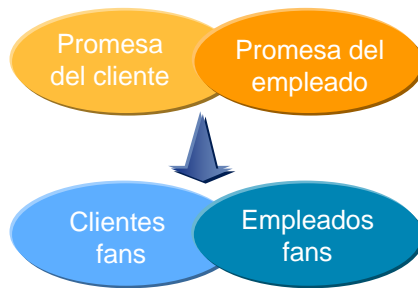 Promesa
del cliente
Promesa del
empleado
Clientes
fans
Empleados
fans